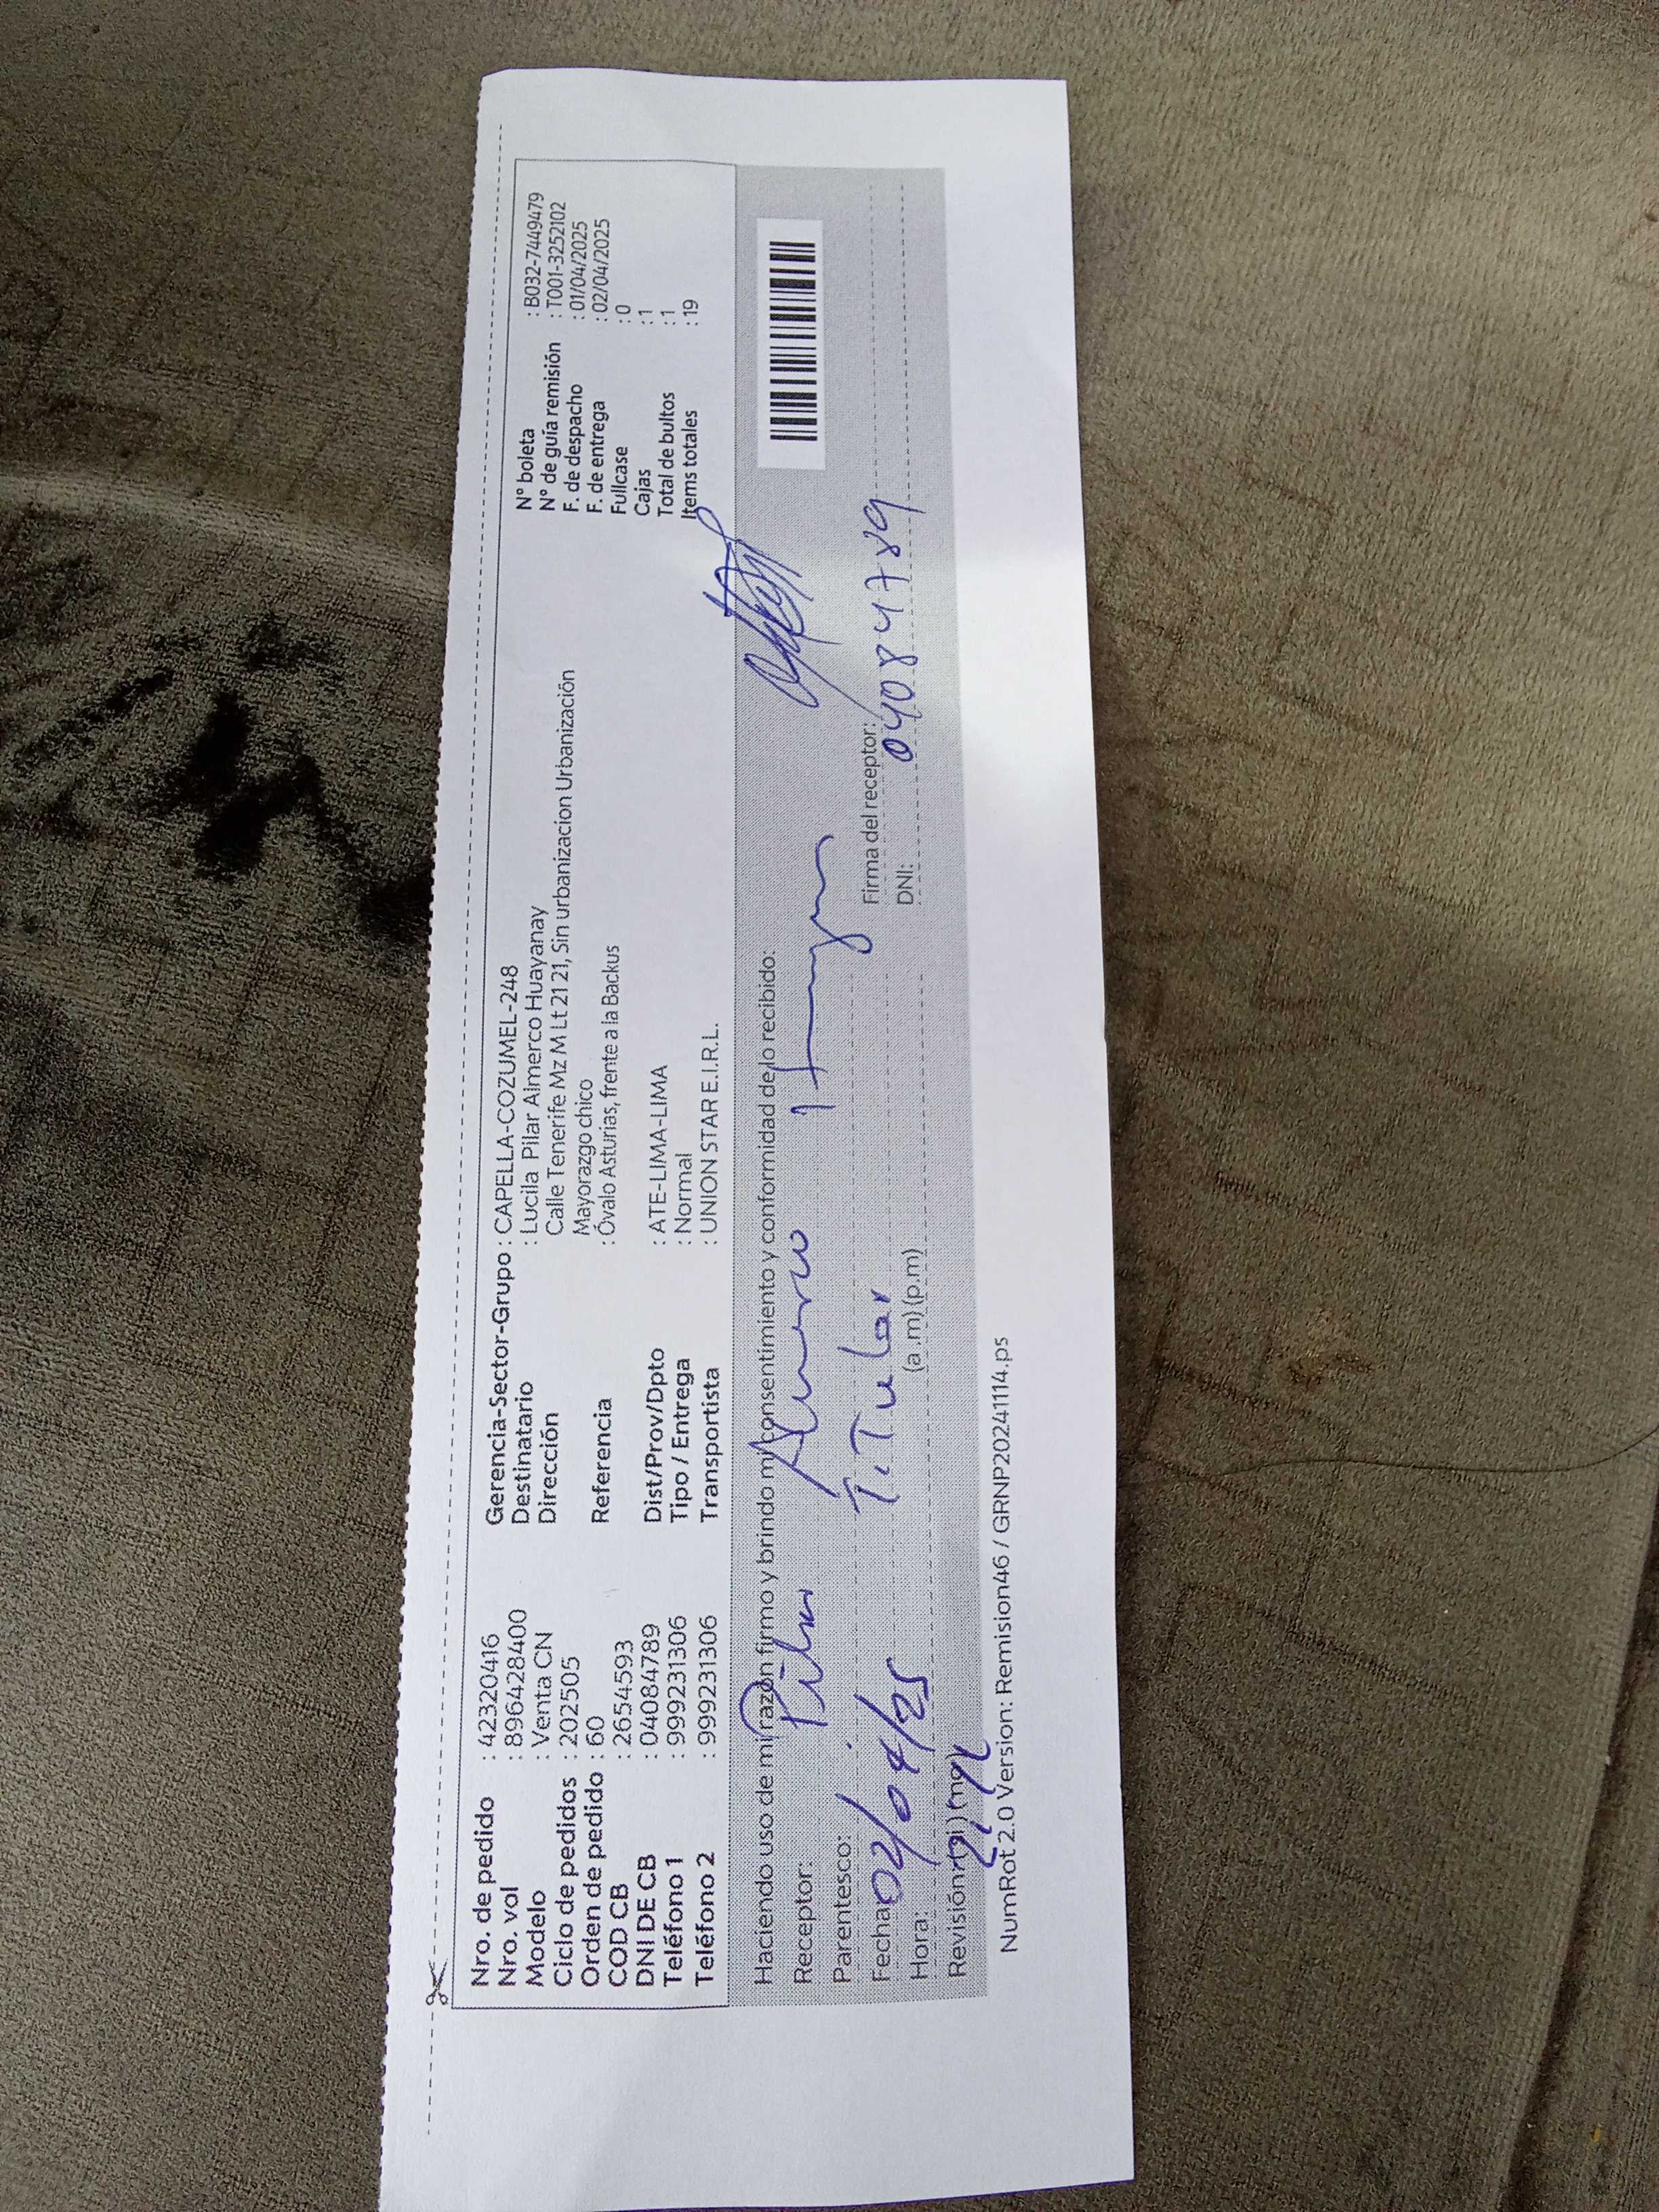 Nro. de pedido : 42320416
Nro. val : 896428400
Modelo : Venta CN
Ciclo de pedidos : 202505
Orden de pedido : 60
COD CB : 26545593
DNI DE CB : 04084789
Teléfono 1 : 999231306
Teléfono 2 : 999231306
Gerencia-Sector-Grupo : CAPELLA-COZUMEL-248
Destinatario : Lucila Pilar Almerco Huayanay
Dirección Calle Tenerife Mz M Lt 21 21, Sin urbanizacion Urbanización
Mayorazgo chico
Referencia : Óvalo Asturias, frente a la Backus
Dist/Prov/Dpto : ATE-LIMA-LIMA
Tipo / Entrega : Normal
Transportista : UNION STAR E.I.R.L.
N° boleta : B032-7449479
N° de guía remisión : T001-3252102
F. de despacho : 01/04/2025
F. de entrega : 02/04/2025
Fullcase : 0
Cajas : 1
Total de bultos : 1
Items totales : 19
Haciendo uso de mi razón firmo y brindo mi consentimiento y conformidad de lo recibido:
Receptor: Pilar Almerco
Parentesco: Titular
Firma del receptor:
Fecha: 02/04/25
DNI: 04084789
Hora: (a.m) (p.m)
Revisión
NumRot 2.0 Version: Remision46 / GRNP20241114.ps